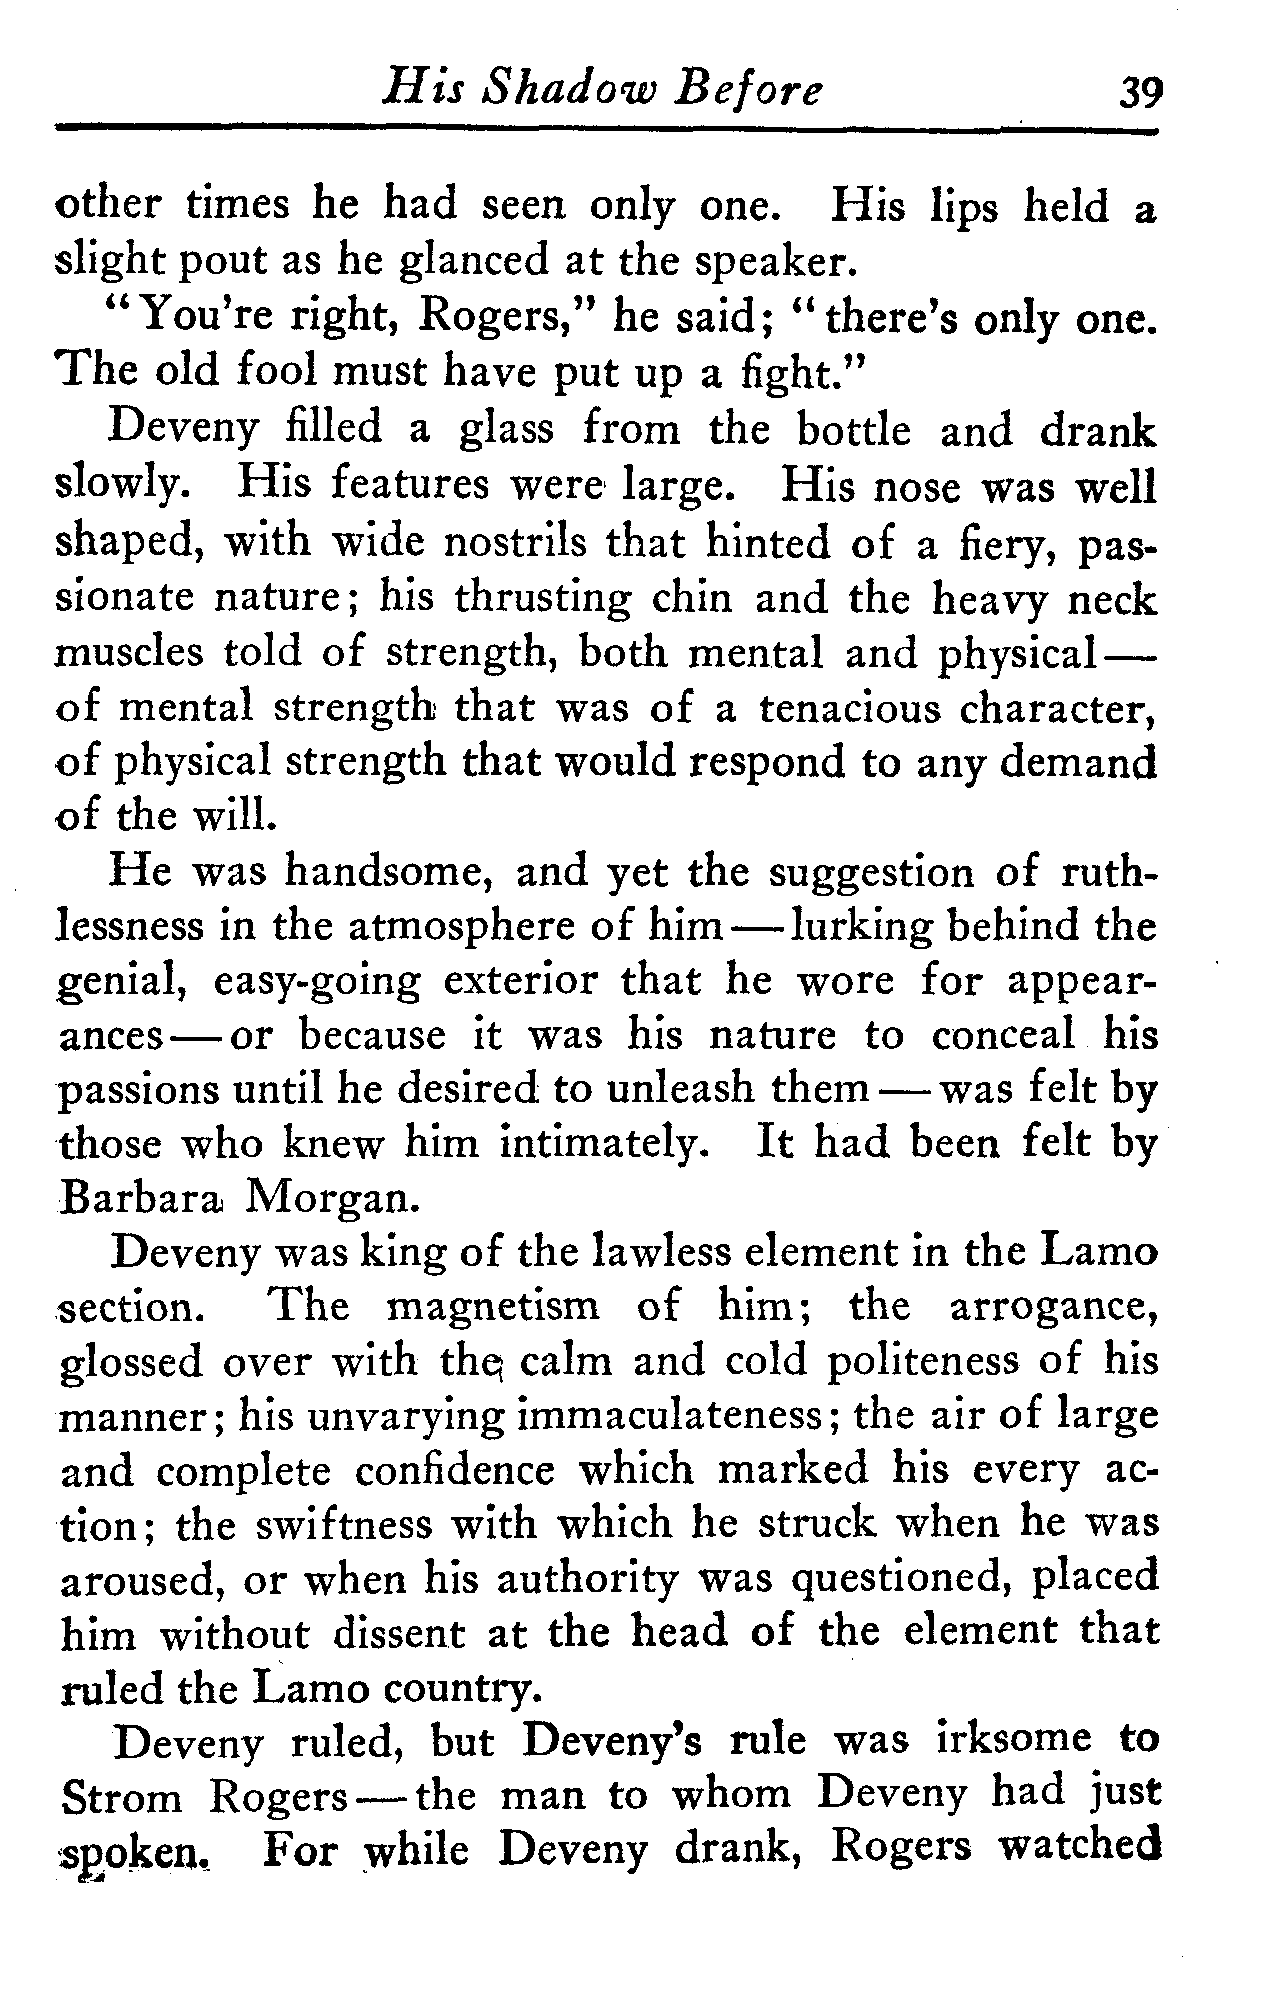 His Shadow Before 39
other times he had seen only one. His lips held a
slight pout as he glanced at the speaker.
"You're right, Rogers," he said; "there's only one.
The old fool must have put up a fight."
Deveny filled a glass from the bottle and drank
slowly. His features were large. His nose was well
shaped, with wide nostrils that hinted of a fiery, pas-
sionate nature; his thrusting chin and the heavy neck
muscles told of strength, both mental and physical—
of mental strength that was of a tenacious character,
of physical strength that would respond to any demand
of the will.
He was handsome, and yet the suggestion of ruth-
lessness in the atmosphere of him—lurking behind the
genial, easy-going exterior that he wore for appear-
ances—or because it was his nature to conceal his
passions until he desired to unleash them—was felt by
those who knew him intimately. It had been felt by
Barbara Morgan.
Deveny was king of the lawless element in the Lamo
section. The magnetism of him; the arrogance,
glossed over with the calm and cold politeness of his
manner; his unvarying immaculateness; the air of large
and complete confidence which marked his every ac-
tion; the swiftness with which he struck when he was
aroused, or when his authority was questioned, placed
him without dissent at the head of the element that
ruled the Lamo country.
Deveny ruled, but Deveny's rule was irksome to
Strom Rogers—the man to whom Deveny had just
spoken. For while Deveny drank, Rogers watched